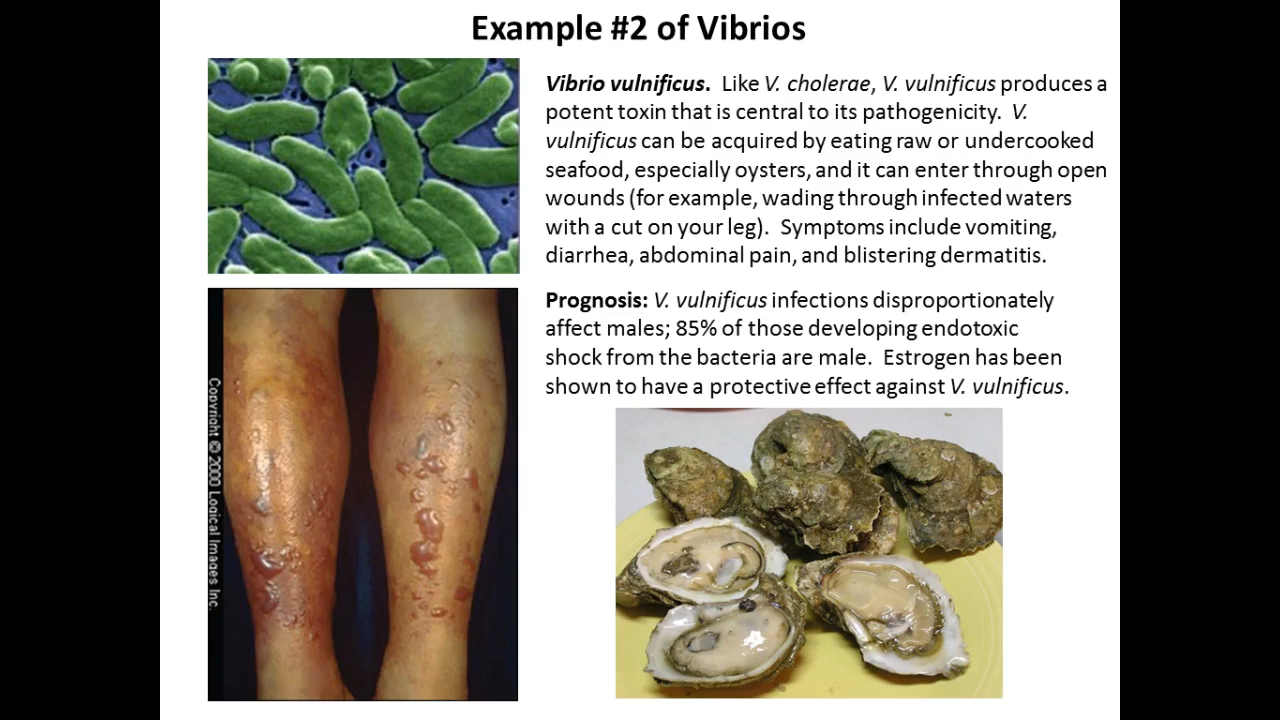 Example #2 of Vibrios
Vibrio vulnificus. Like V. cholerae, V. vulnificus produces a
potent toxin that is central to its pathogenicity. V.
vulnificus can be acquired by eating raw or undercooked
seafood, especially oysters, and it can enter through open
wounds (for example, wading through infected waters
with a cut on your leg). Symptoms include vomiting,
diarrhea, abdominal pain, and blistering dermatitis.
Prognosis: V. vulnificus infections disproportionately
affect males; 85% of those developing endotoxic
shock from the bacteria are male. Estrogen has been
shown to have a protective effect against V. vulnificus.
Copyright © 2000 Logical Images Inc.